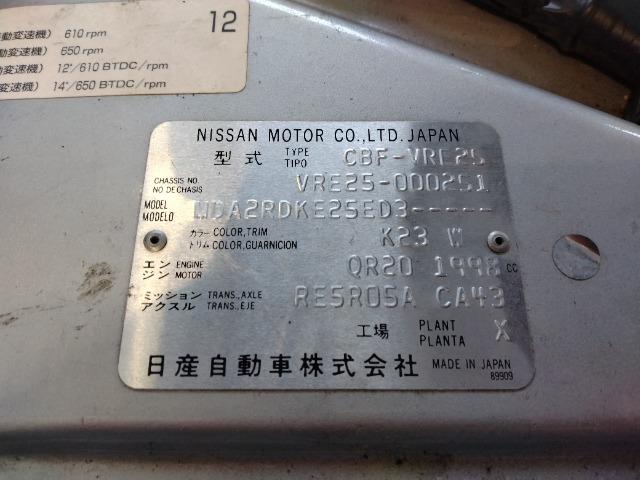 動変速機) 610 rpm
動変速機) 650 rpm
変速機) 12°/610 BTDC/rpm
変速機) 14°/650 BTDC/rpm
12
NISSAN MOTOR CO.,LTD. JAPAN
型式 TYPE TIPO CBF-VRE25
CHASSIS NO. NO DE CHASIS VRE25-000251
MODEL MODELO MDA2RDKE25ED3-----
カラー COLOR,TRIM トリム COLOR,GUARNICION K23 W
エンジン ENGINE MOTOR QR20 1998 CC
ミッション TRANS.,AXLE アクスル TRANS.,EJE RE5R05A CA43
工場 PLANT PLANTA X
日産自動車株式会社 MADE IN JAPAN
89909